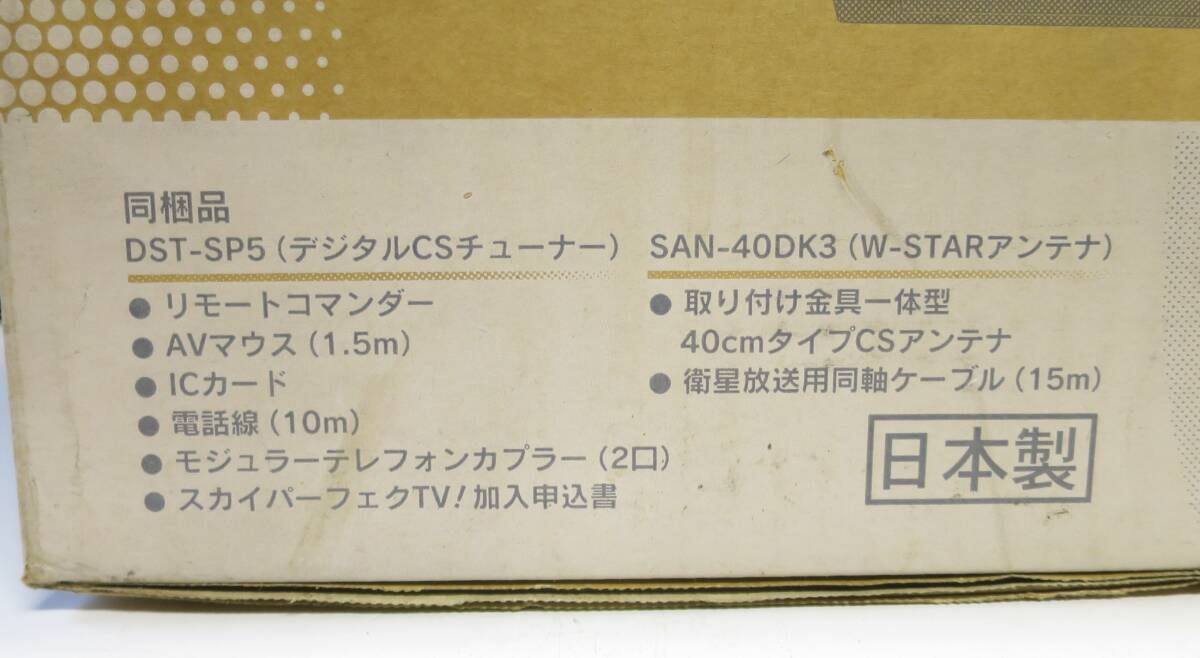 同梱品
DST-SP5（デジタルCSチューナー）
● リモートコマンダー
● AVマウス（1.5m）
● ICカード
● 電話線（10m）
● モジュラーテレフォンカプラー（2口）
● スカイパーフェクTV!加入申込書
SAN-40DK3（W-STARアンテナ）
● 取り付け金具一体型
40cmタイプCSアンテナ
● 衛星放送用同軸ケーブル（15m）
日本製